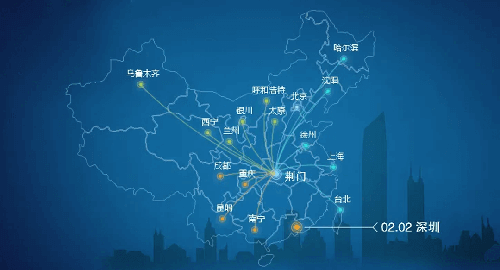 哈尔滨
乌鲁木齐
沈阳
呼和浩特
北京
银川
太原
西宁
兰州
徐州
上海
成都
重庆
荆门
台北
昆明
南宁
02.02 深圳